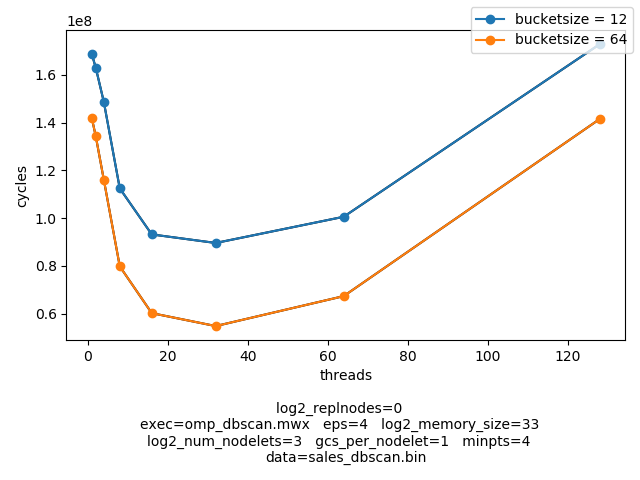 1e8
bucketsize = 12
bucketsize = 64
1.6
1.4
1.2
1.0
0.8
0.6
cycles
0 20 40 60 80 100 120
threads
log2_replnodes=0
exec=omp_dbscan.mwx eps=4 log2_memory_size=33
log2_num_nodelets=3 gcs_per_nodelet=1 minpts=4
data=sales_dbscan.bin